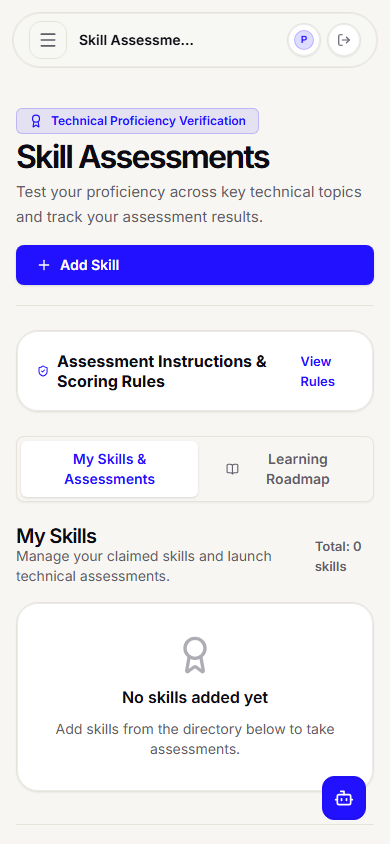 Skill Assessme...
P
Technical Proficiency Verification
Skill Assessments
Test your proficiency across key technical topics
and track your assessment results.
Add Skill
Assessment Instructions &
Scoring Rules
View
Rules
My Skills &
Assessments
Learning
Roadmap
My Skills
Manage your claimed skills and launch
technical assessments.
Total: 0
skills
No skills added yet
Add skills from the directory below to take
assessments.